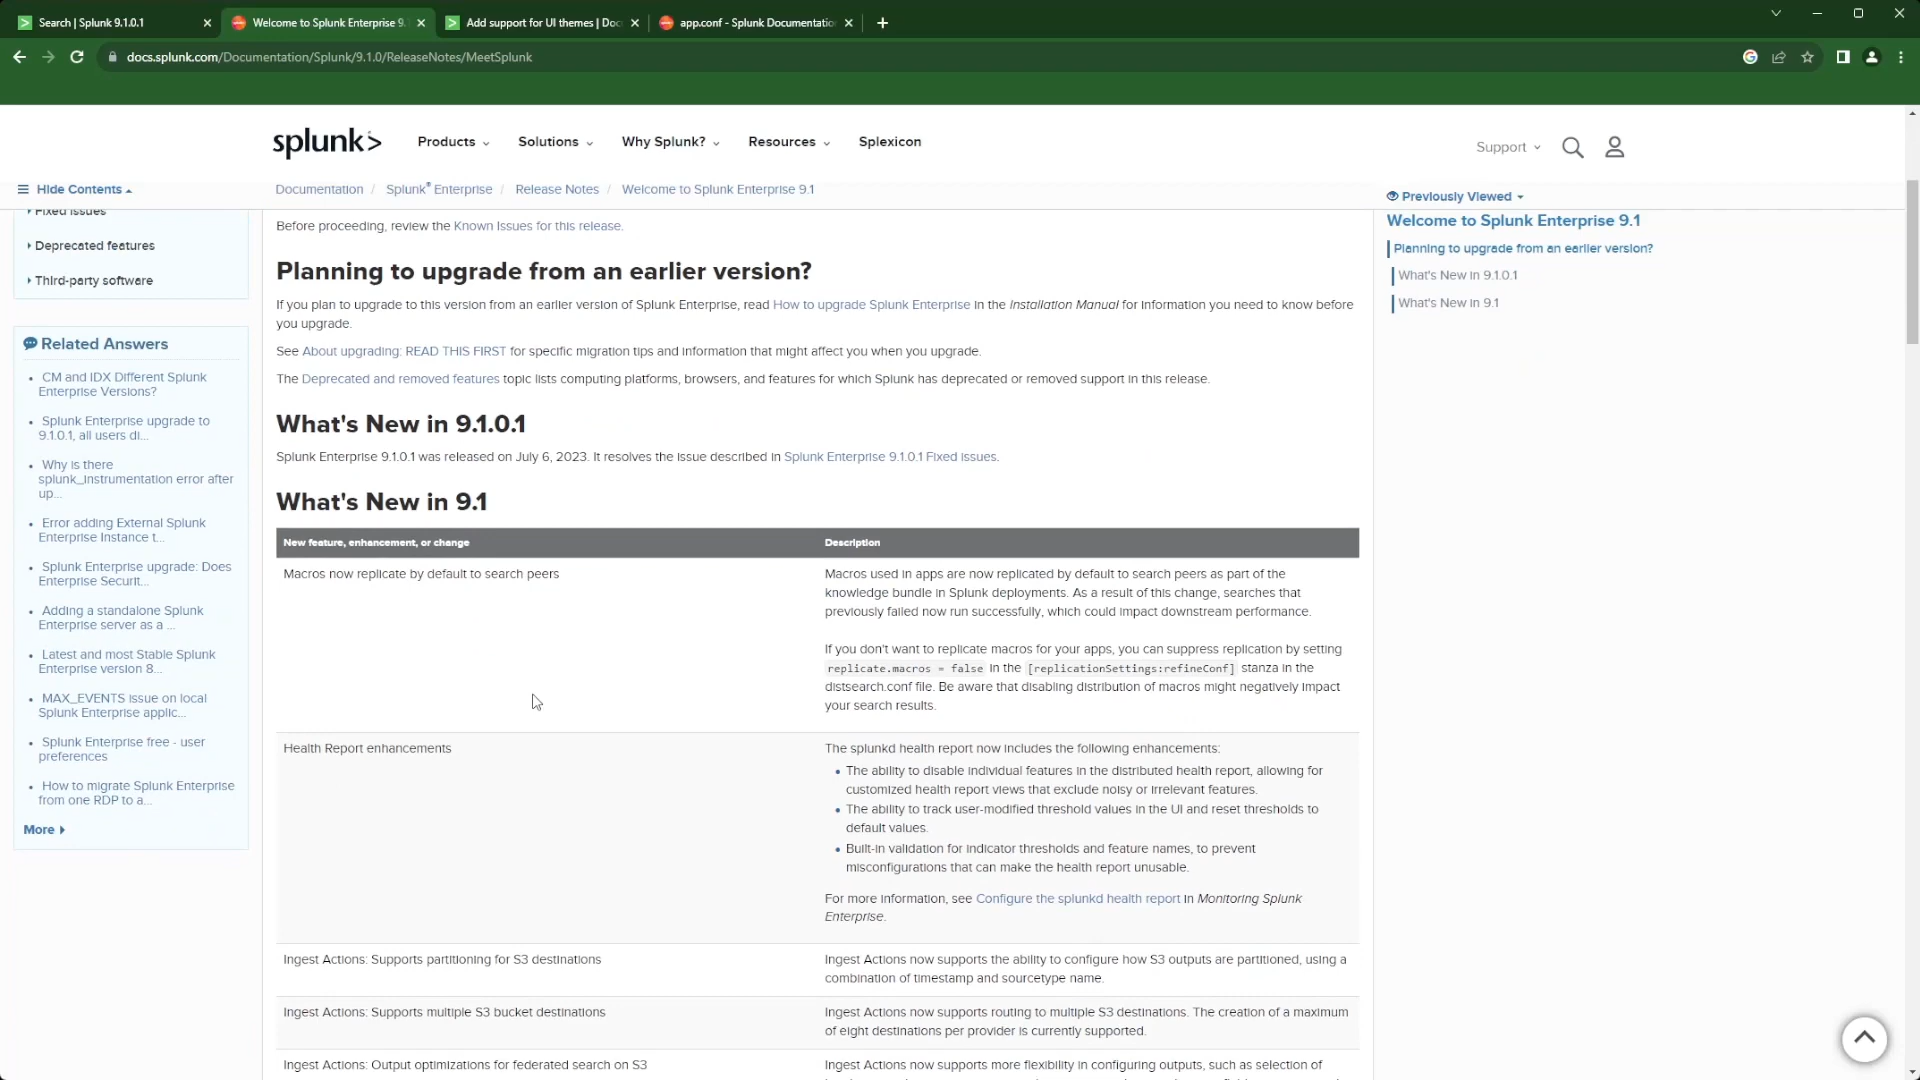 Search | Splunk 9.1.0.1
Welcome to Splunk Enterprise 9.
Add support for UI themes | Doc
app.conf - Splunk Documentatio
docs.splunk.com/Documentation/Splunk/9.1.0/ReleaseNotes/MeetSplunk
splunk>
Products
Solutions
Why Splunk?
Resources
Splexicon
Support
Hide Contents
Documentation / Splunk® Enterprise / Release Notes / Welcome to Splunk Enterprise 9.1
Previously Viewed
Fixed issues
Deprecated features
Third-party software
Related Answers
CM and IDX Different Splunk
Enterprise Versions?
Splunk Enterprise upgrade to
9.1.0.1, all users di...
Why is there
splunk_instrumentation error after
up...
Error adding External Splunk
Enterprise Instance t...
Splunk Enterprise upgrade: Does
Enterprise Securit...
Adding a standalone Splunk
Enterprise server as a ...
Latest and most Stable Splunk
Enterprise version 8...
MAX_EVENTS issue on local
Splunk Enterprise applic...
Splunk Enterprise free - user
preferences
How to migrate Splunk Enterprise
from one RDP to a...
More
Before proceeding, review the Known Issues for this release.
Planning to upgrade from an earlier version?
If you plan to upgrade to this version from an earlier version of Splunk Enterprise, read How to upgrade Splunk Enterprise in the Installation Manual for information you need to know before
you upgrade.
See About upgrading: READ THIS FIRST for specific migration tips and information that might affect you when you upgrade.
The Deprecated and removed features topic lists computing platforms, browsers, and features for which Splunk has deprecated or removed support in this release.
What's New in 9.1.0.1
Splunk Enterprise 9.1.0.1 was released on July 6, 2023. It resolves the issue described in Splunk Enterprise 9.1.0.1 Fixed issues.
What's New in 9.1
New feature, enhancement, or change
Description
Macros now replicate by default to search peers
Macros used in apps are now replicated by default to search peers as part of the
knowledge bundle in Splunk deployments. As a result of this change, searches that
previously failed now run successfully, which could impact downstream performance.
If you don't want to replicate macros for your apps, you can suppress replication by setting
replicate.macros = false in the [replicationSettings:refineConf] stanza in the
distsearch.conf file. Be aware that disabling distribution of macros might negatively impact
your search results.
Health Report enhancements
The splunkd health report now includes the following enhancements:
The ability to disable individual features in the distributed health report, allowing for
customized health report views that exclude noisy or irrelevant features.
The ability to track user-modified threshold values in the UI and reset thresholds to
default values.
Built-in validation for indicator thresholds and feature names, to prevent
misconfigurations that can make the health report unusable.
For more information, see Configure the splunkd health report in Monitoring Splunk
Enterprise.
Ingest Actions: Supports partitioning for S3 destinations
Ingest Actions now supports the ability to configure how S3 outputs are partitioned, using a
combination of timestamp and sourcetype name.
Ingest Actions: Supports multiple S3 bucket destinations
Ingest Actions now supports routing to multiple S3 destinations. The creation of a maximum
of eight destinations per provider is currently supported.
Ingest Actions: Output optimizations for federated search on S3
Ingest Actions now supports more flexibility in configuring outputs, such as selection of
Welcome to Splunk Enterprise 9.1
Planning to upgrade from an earlier version?
What's New in 9.1.0.1
What's New in 9.1